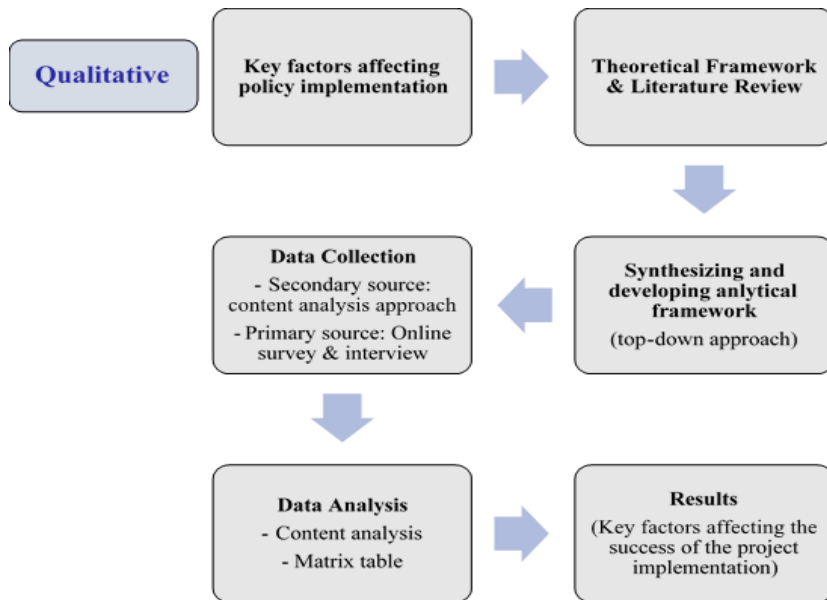 Qualitative
Key factors affecting
policy implementation
Theoretical Framework
& Literature Review
Synthesizing and
developing anlytical
framework
(top-down approach)
Data Collection
- Secondary source:
content analysis approach
- Primary source: Online
survey & interview
Data Analysis
- Content analysis
- Matrix table
Results
(Key factors affecting the
success of the project
implementation)